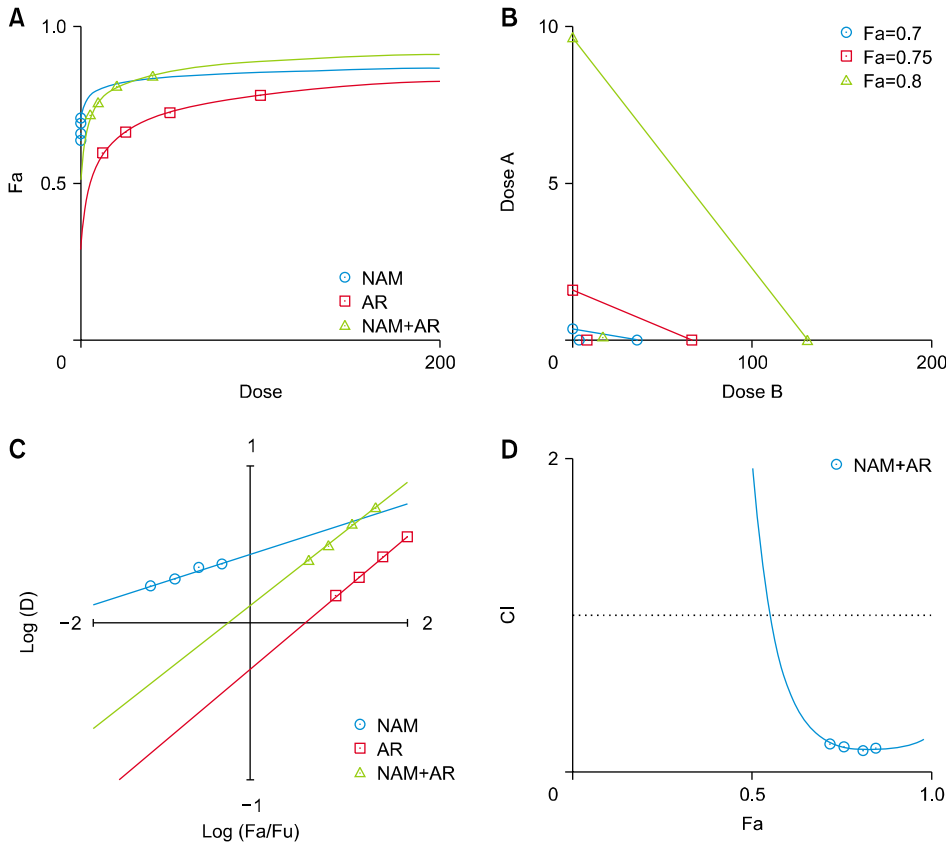 A
1.0
0.5
0
200
Fa
Dose
NAM
AR
NAM+AR
B
10
5
0
100
200
Dose A
Dose B
Fa=0.7
Fa=0.75
Fa=0.8
C
1
−2
2
−1
Log (D)
Log (Fa/Fu)
NAM
AR
NAM+AR
D
2
0
0.5
1.0
CI
Fa
NAM+AR